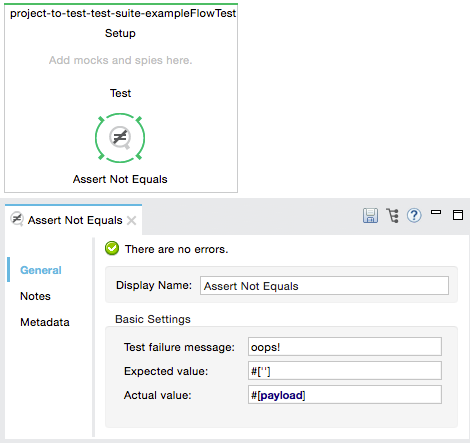 project-to-test-test-suite-exampleFlowTest
Setup
Add mocks and spies here.
Test
Assert Not Equals
Assert Not Equals
There are no errors.
General
Notes
Metadata
Display Name: Assert Not Equals
Basic Settings
Test failure message: oops!
Expected value: #['']
Actual value: #[payload]